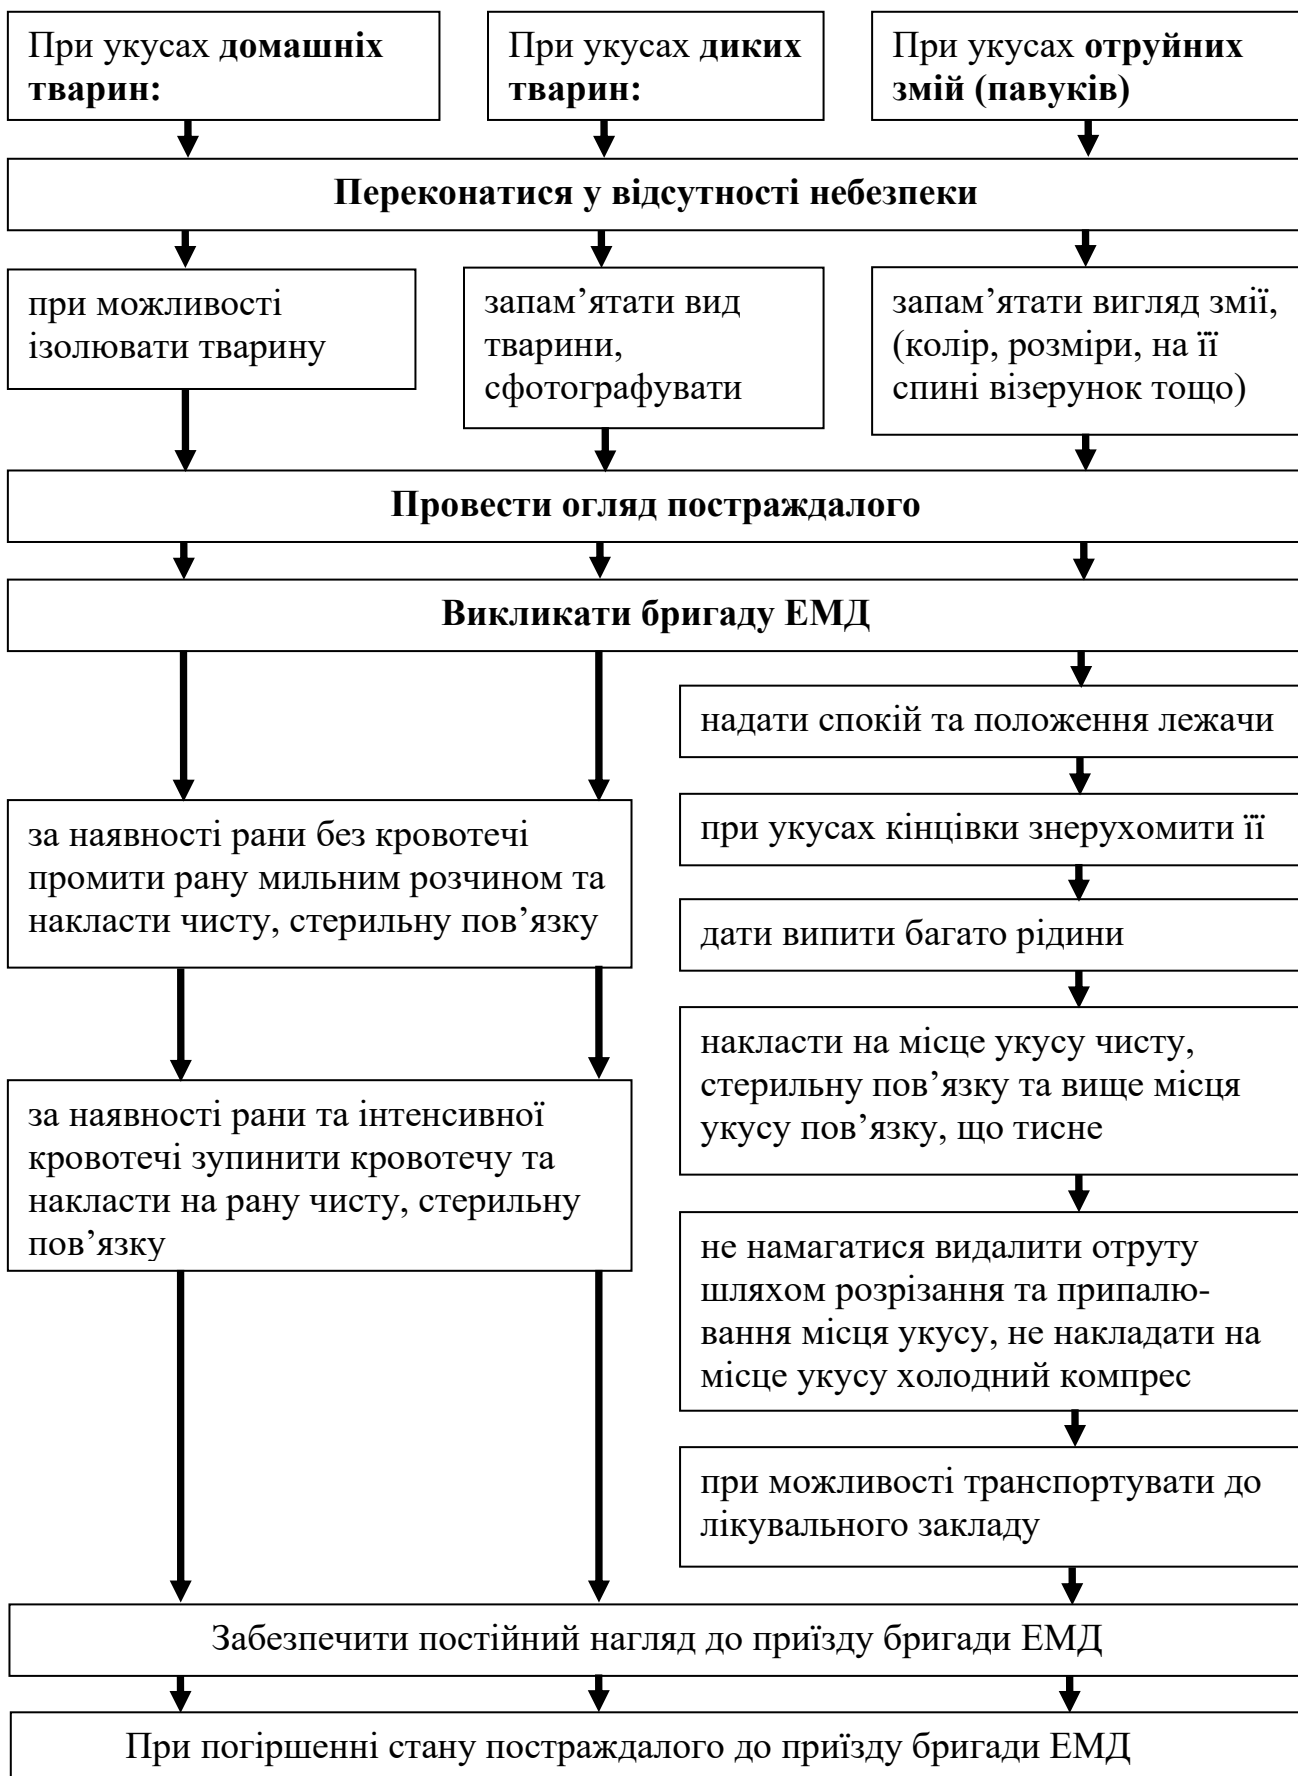 При укусах домашніх
тварин:
При укусах диких
тварин:
При укусах отруйних
змій (павуків)
Переконатися у відсутності небезпеки
при можливості
ізолювати тварину
запам’ятати вид
тварини,
сфотографувати
запам’ятати вигляд змії,
(колір, розміри, на її
спині візерунок тощо)
Провести огляд постраждалого
Викликати бригаду ЕМД
за наявності рани без кровотечі
промити рану мильним розчином та
накласти чисту, стерильну пов’язку
за наявності рани та інтенсивної
кровотечі зупинити кровотечу та
накласти на рану чисту, стерильну
пов’язку
надати спокій та положення лежачи
при укусах кінцівки знерухомити її
дати випити багато рідини
накласти на місце укусу чисту,
стерильну пов’язку та вище місця
укусу пов’язку, що тисне
не намагатися видалити отруту
шляхом розрізання та припалю-
вання місця укусу, не накладати на
місце укусу холодний компрес
при можливості транспортувати до
лікувального закладу
Забезпечити постійний нагляд до приїзду бригади ЕМД
При погіршенні стану постраждалого до приїзду бригади ЕМД